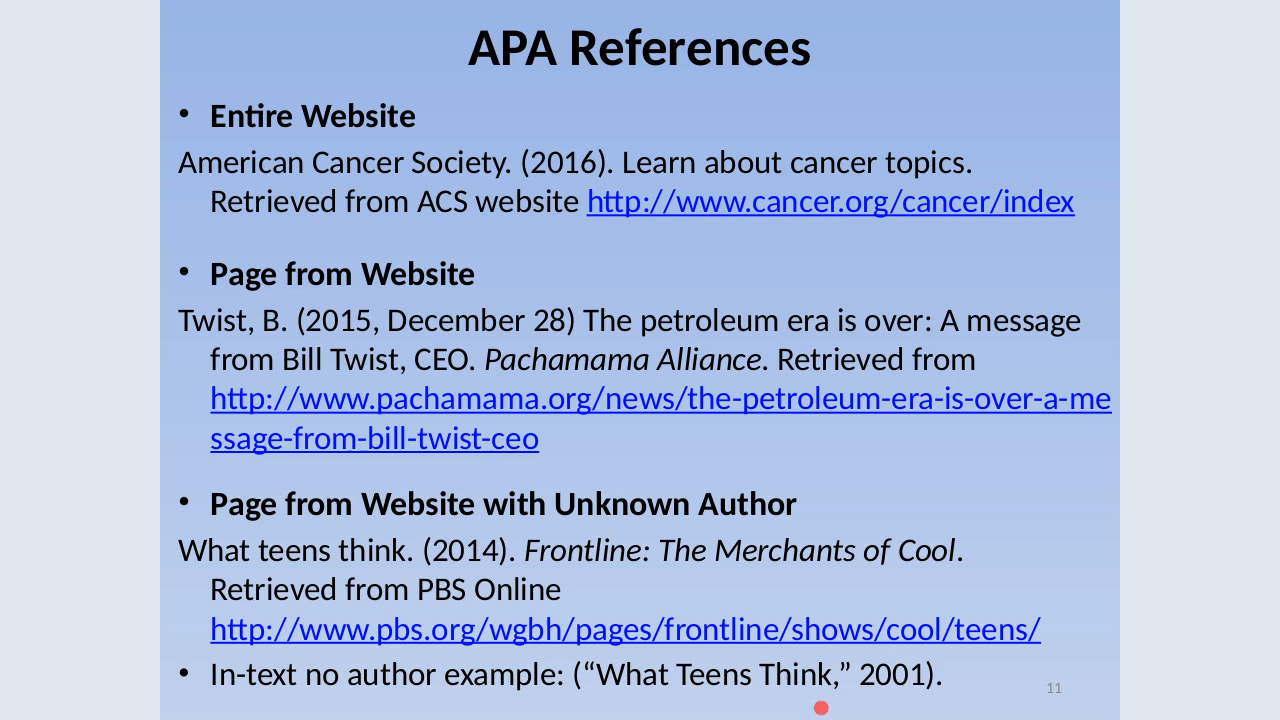 APA References
• Entire Website
American Cancer Society. (2016). Learn about cancer topics.
Retrieved from ACS website http://www.cancer.org/cancer/index
• Page from Website
Twist, B. (2015, December 28) The petroleum era is over: A message
from Bill Twist, CEO. Pachamama Alliance. Retrieved from
http://www.pachamama.org/news/the-petroleum-era-is-over-a-me
ssage-from-bill-twist-ceo
• Page from Website with Unknown Author
What teens think. (2014). Frontline: The Merchants of Cool.
Retrieved from PBS Online
http://www.pbs.org/wgbh/pages/frontline/shows/cool/teens/
• In-text no author example: (“What Teens Think,” 2001).
11